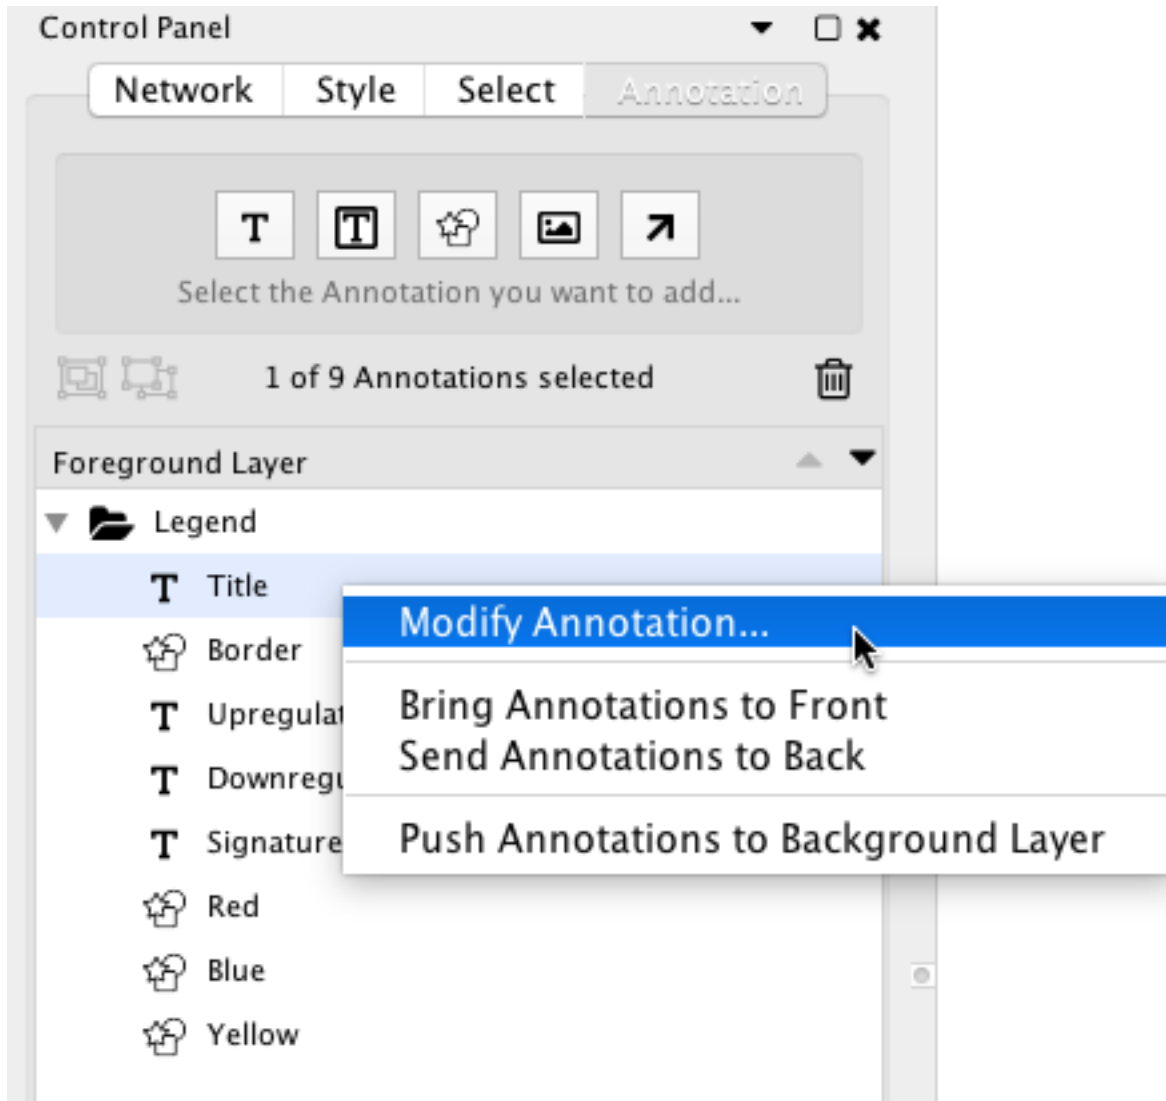 Control Panel
Network Style Select Annotation
T T
Select the Annotation you want to add...
1 of 9 Annotations selected
Foreground Layer
Legend
T Title
Modify Annotation...
Border
Bring Annotations to Front
T Upregulat
Send Annotations to Back
T Downregu
Push Annotations to Background Layer
T Signature
Red
Blue
Yellow